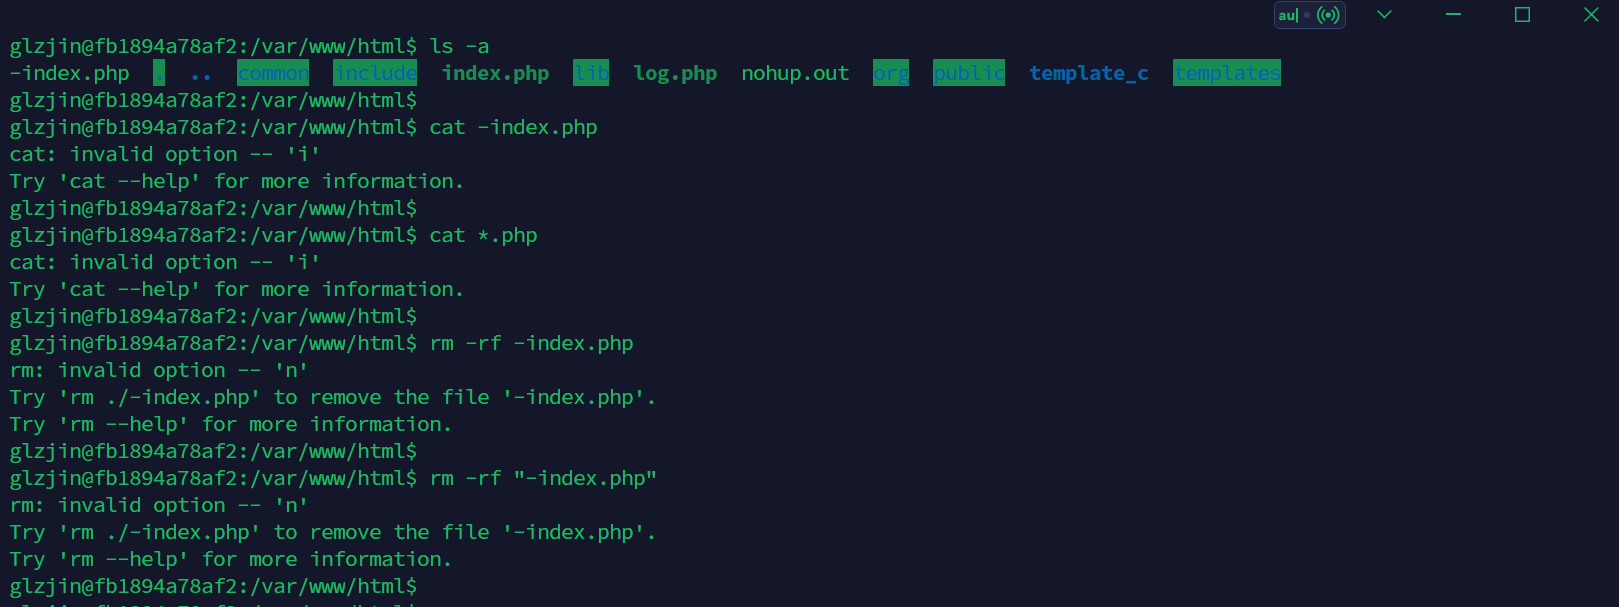 au
glzjin@fb1894a78af2:/var/www/html$ ls -a
-index.php . .. common include index.php lib log.php nohup.out org public template_c templates
glzjin@fb1894a78af2:/var/www/html$
glzjin@fb1894a78af2:/var/www/html$ cat -index.php
cat: invalid option -- 'i'
Try 'cat --help' for more information.
glzjin@fb1894a78af2:/var/www/html$
glzjin@fb1894a78af2:/var/www/html$ cat *.php
cat: invalid option -- 'i'
Try 'cat --help' for more information.
glzjin@fb1894a78af2:/var/www/html$
glzjin@fb1894a78af2:/var/www/html$ rm -rf -index.php
rm: invalid option -- 'n'
Try 'rm ./-index.php' to remove the file '-index.php'.
Try 'rm --help' for more information.
glzjin@fb1894a78af2:/var/www/html$
glzjin@fb1894a78af2:/var/www/html$ rm -rf "-index.php"
rm: invalid option -- 'n'
Try 'rm ./-index.php' to remove the file '-index.php'.
Try 'rm --help' for more information.
glzjin@fb1894a78af2:/var/www/html$